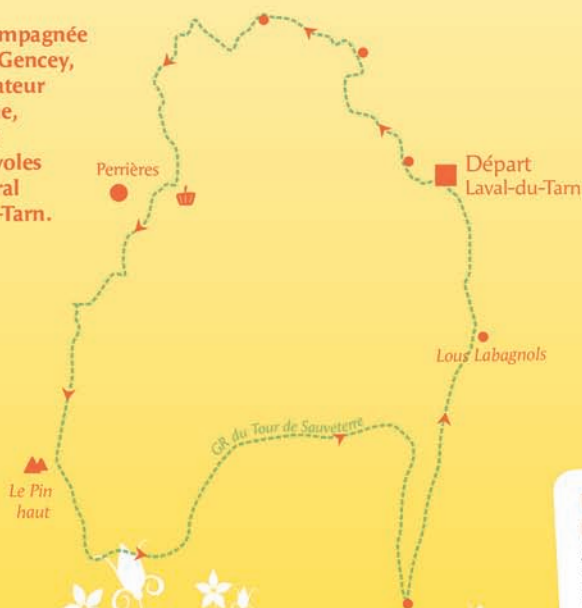 mpagnée
Gencey,
ateur
e,
voles
ral
-Tarn.
Perrières
Départ
Laval-du-Tarn
Lous Labagnols
GR du Tour de Sauveterre
Le Pin
haut